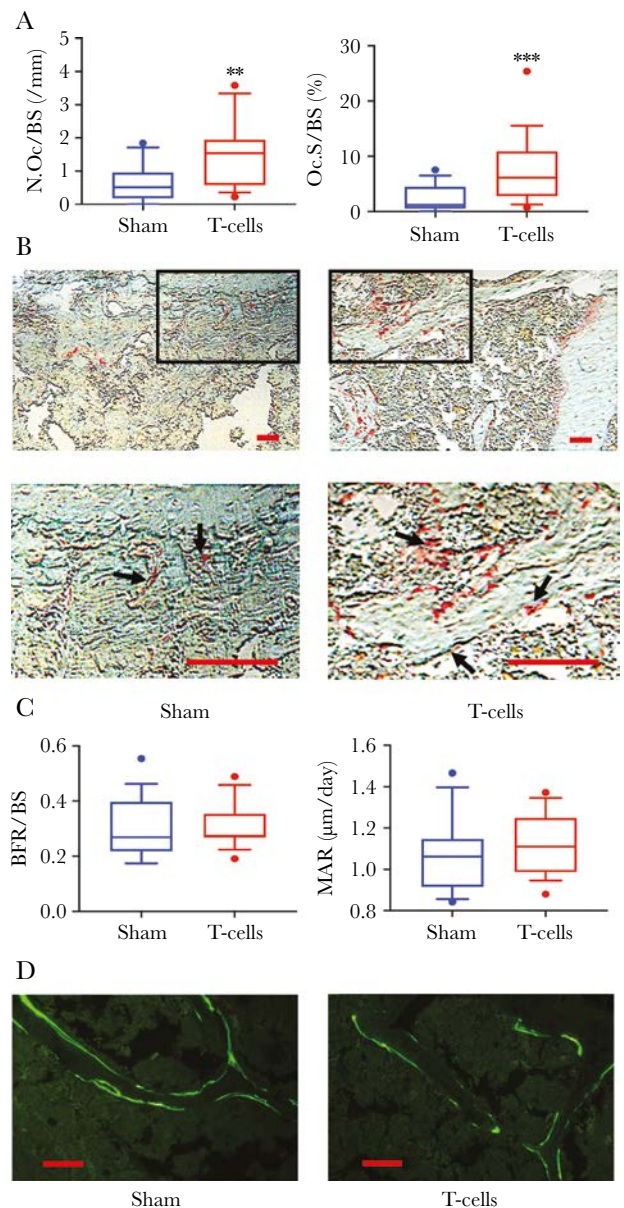 A
N.Oc/BS (/mm)
5
4
3
2
1
0
**
Sham
T-cells
Oc.S/BS (%)
30
20
10
0
***
Sham
T-cells
B
Sham
T-cells
C
BFR/BS
0.6
0.4
0.2
0.0
Sham
T-cells
MAR (μm/day)
1.6
1.4
1.2
1.0
0.8
Sham
T-cells
D
Sham
T-cells